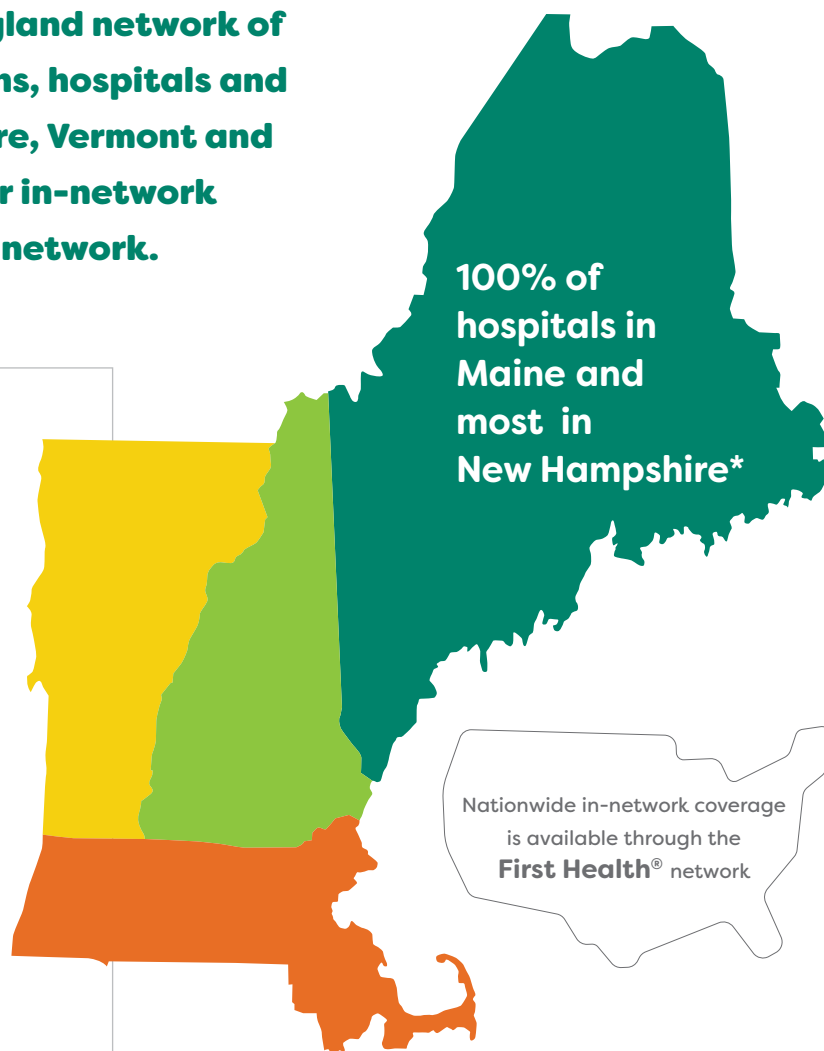 gland network of
ns, hospitals and
re, Vermont and
r in-network
network.
100% of
hospitals in
Maine and
most in
New Hampshire*
Nationwide in-network coverage
is available through the
First Health® network